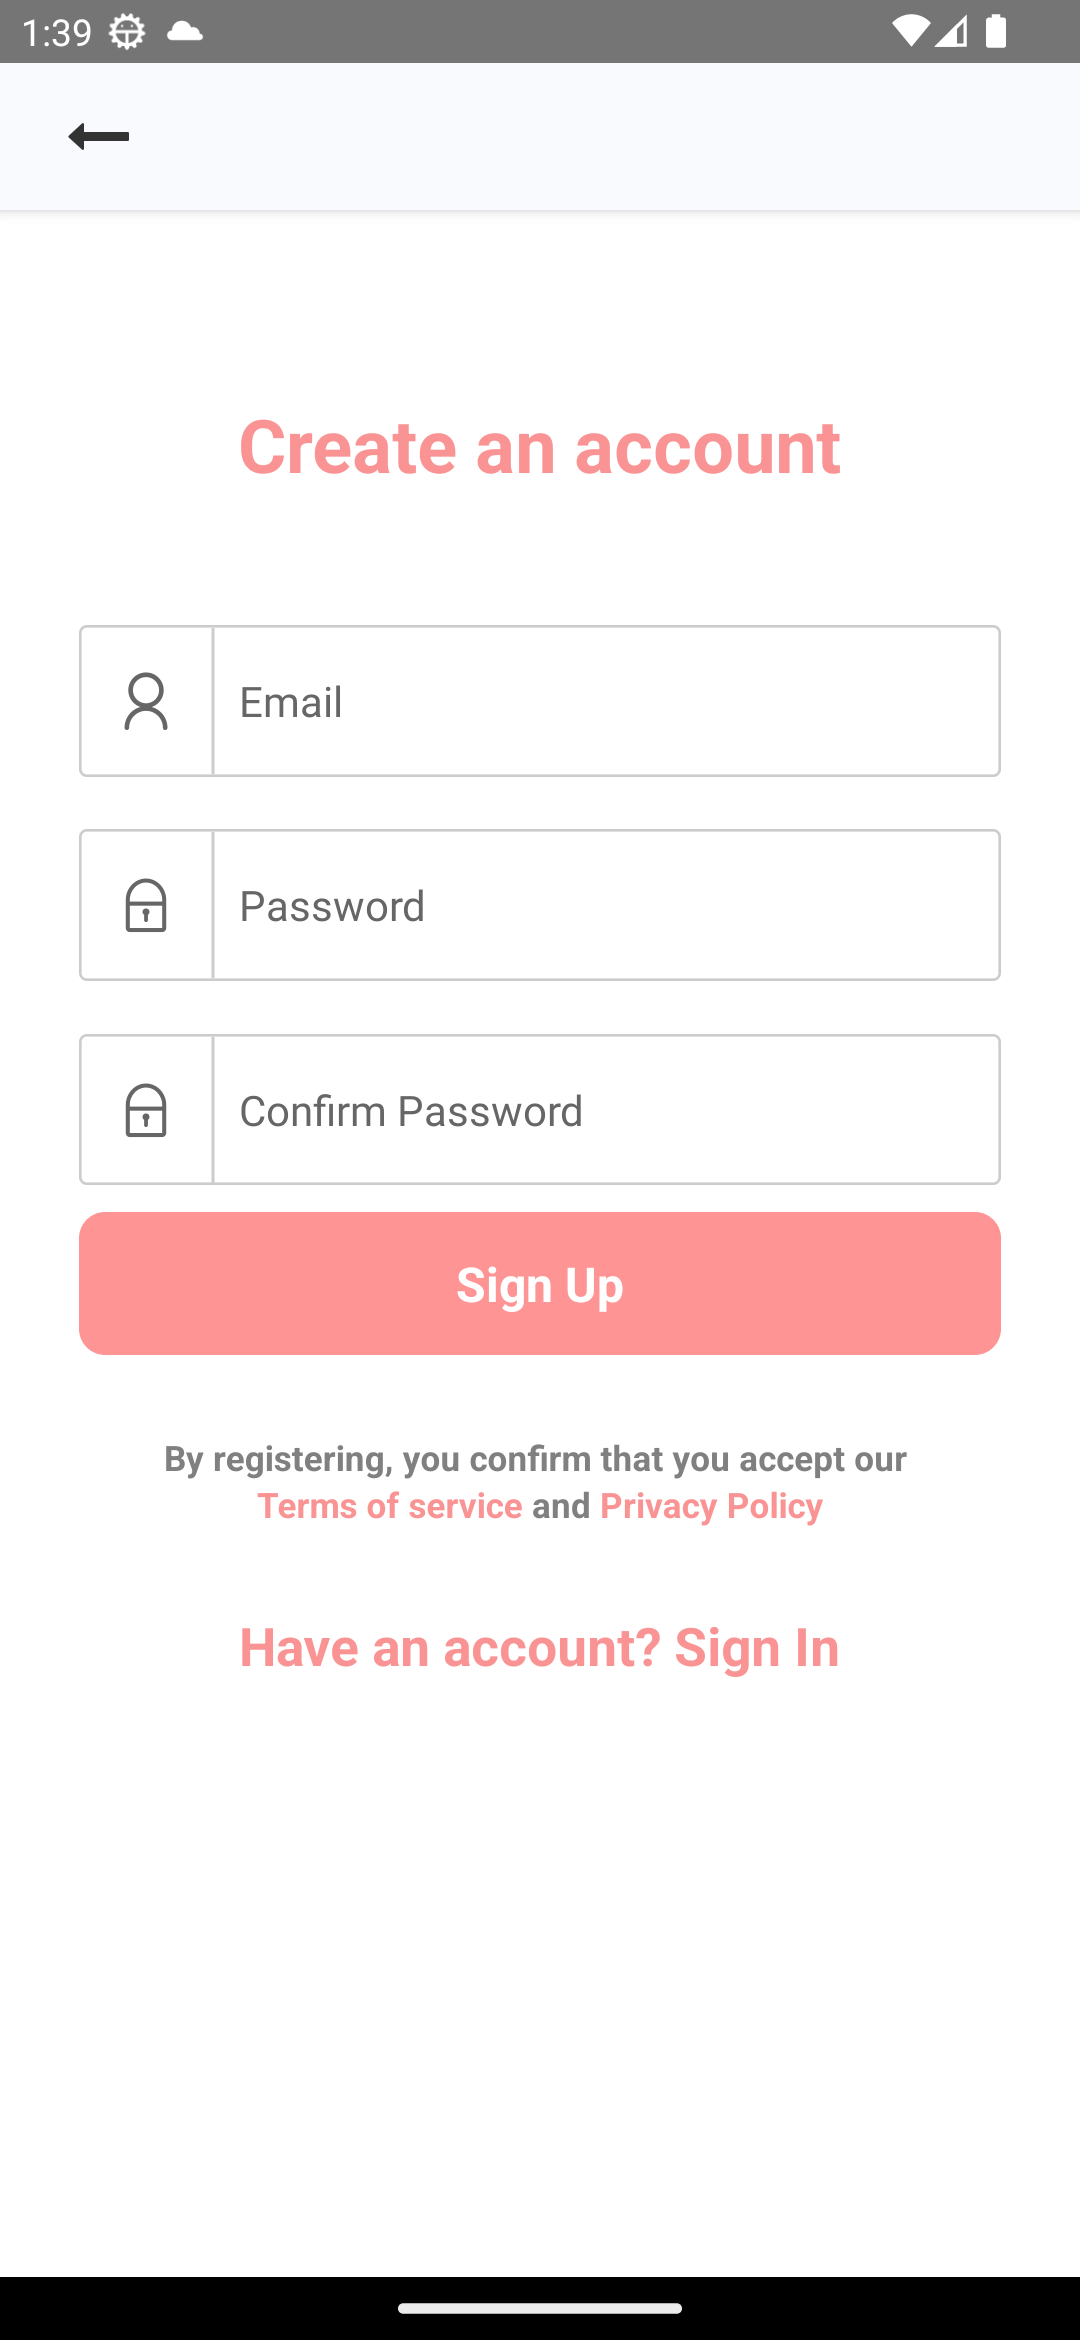 1:39
Create an account
Email
Password
Confirm Password
Sign Up
By registering, you confirm that you accept our
Terms of service and Privacy Policy
Have an account? Sign In